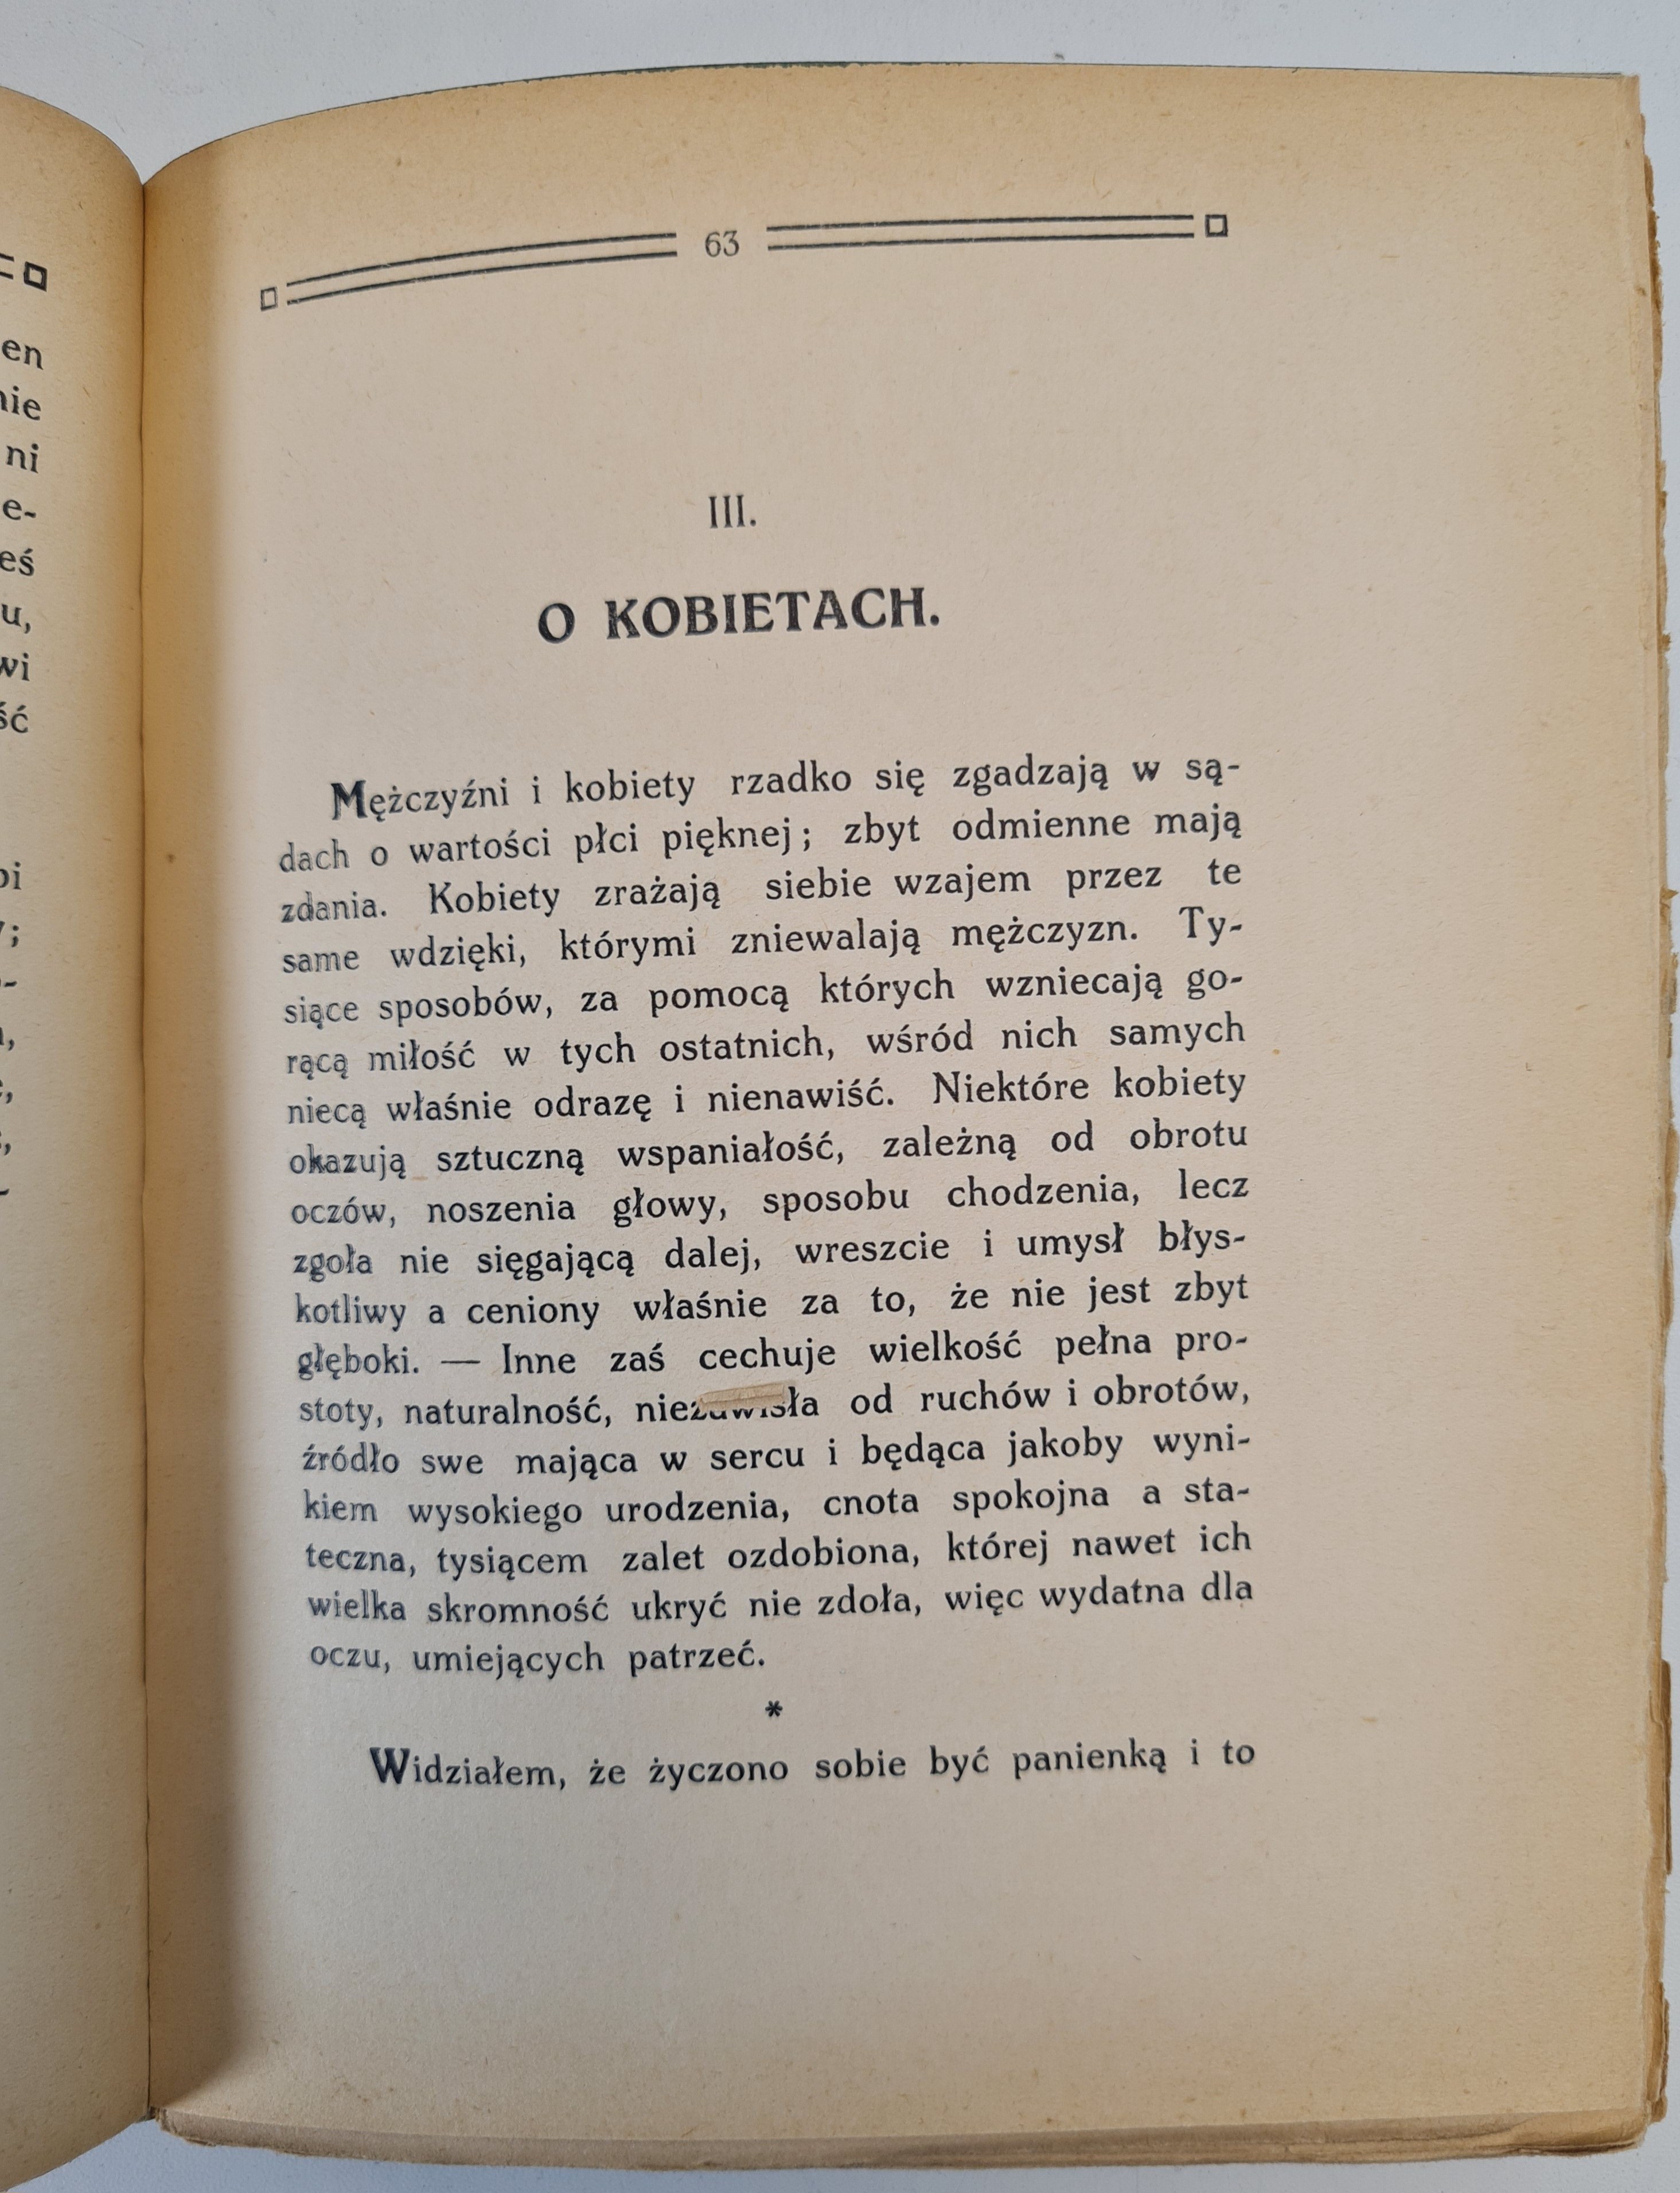 63
III.
O KOBIETACH.
Mężczyźni i kobiety rzadko się zgadzają w są-
dach o wartości płci pięknej; zbyt odmienne mają
zdania. Kobiety zrażają siebie wzajem przez te
same wdzięki, którymi zniewalają mężczyzn. Ty-
siące sposobów, za pomocą których wzniecają go-
rącą miłość w tych ostatnich, wśród nich samych
niecą właśnie odrazę i nienawiść. Niektóre kobiety
okazują sztuczną wspaniałość, zależną od obrotu
oczów, noszenia głowy, sposobu chodzenia, lecz
zgoła nie sięgającą dalej, wreszcie i umysł błys-
kotliwy a ceniony właśnie za to, że nie jest zbyt
głęboki. — Inne zaś cechuje wielkość pełna pro-
stoty, naturalność, niezawisła od ruchów i obrotów,
źródło swe mająca w sercu i będąca jakoby wyni-
kiem wysokiego urodzenia, cnota spokojna a sta-
teczna, tysiącem zalet ozdobiona, której nawet ich
wielka skromność ukryć nie zdoła, więc wydatna dla
oczu, umiejących patrzeć.
*
Widziałem, że życzono sobie być panienką i to